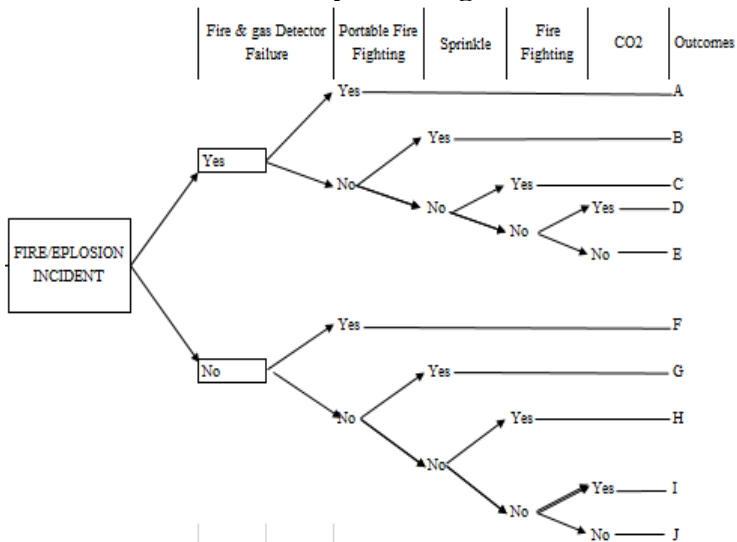 Fire & gas Detector Failure
Portable Fire Fighting
Sprinkle
Fire Fighting
CO2
Outcomes
Yes
A
Yes
B
Yes
No
Yes
C
No
Yes
D
No
FIRE/EPLOSION
INCIDENT
No
E
Yes
F
No
Yes
G
No
Yes
H
No
Yes
I
No
No
J